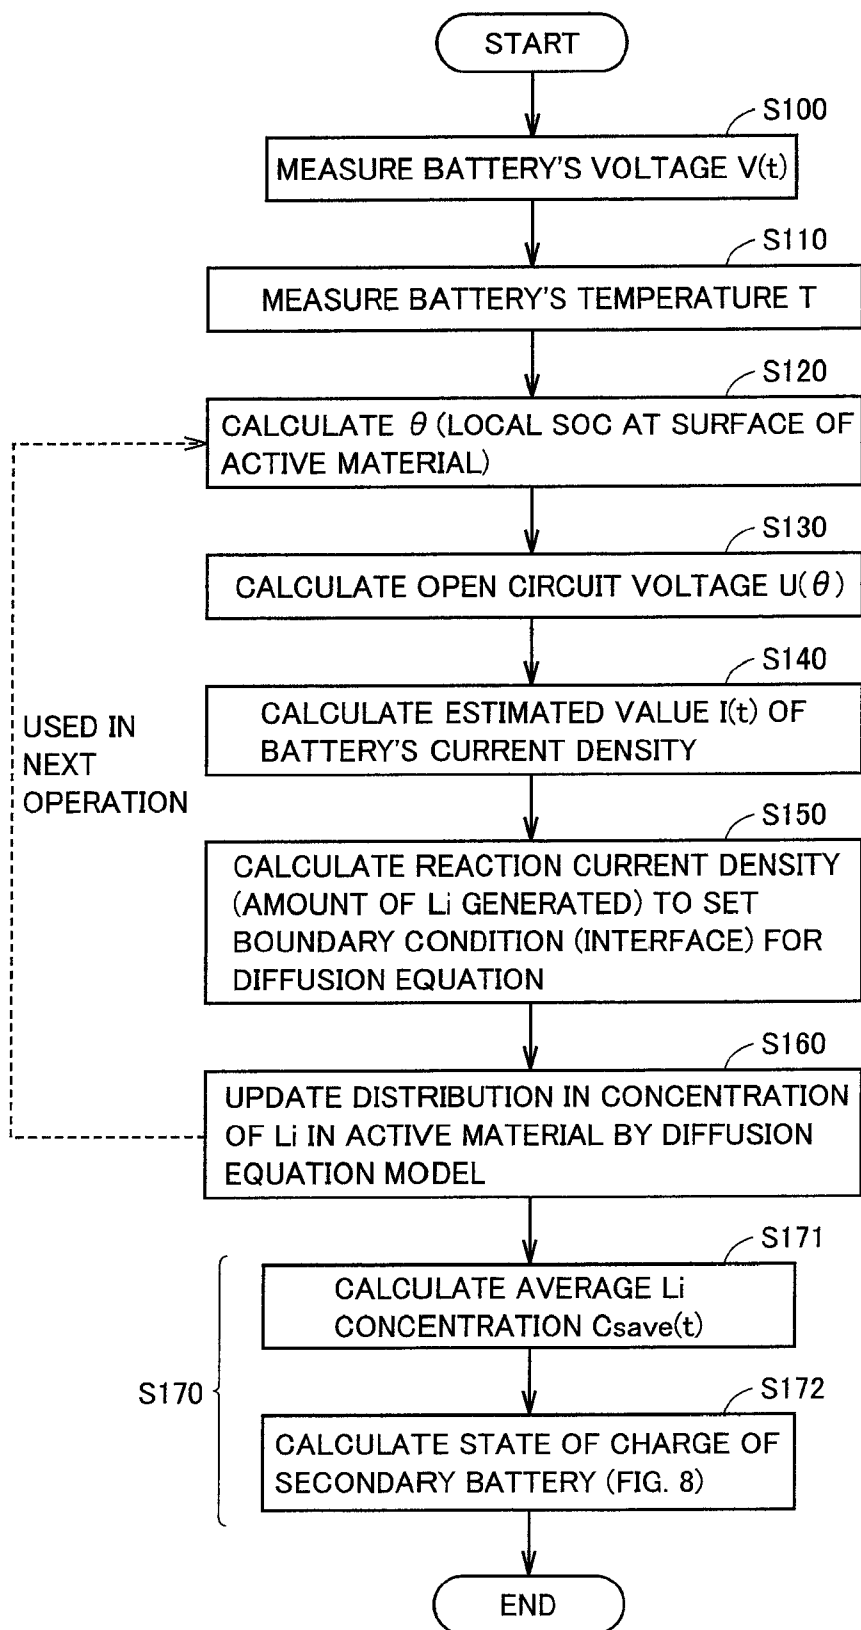 START
S100
MEASURE BATTERY'S VOLTAGE V(t)
S110
MEASURE BATTERY'S TEMPERATURE T
S120
CALCULATE θ (LOCAL SOC AT SURFACE OF
ACTIVE MATERIAL)
S130
CALCULATE OPEN CIRCUIT VOLTAGE U(θ)
S140
CALCULATE ESTIMATED VALUE I(t) OF
BATTERY'S CURRENT DENSITY
USED IN
NEXT
OPERATION
S150
CALCULATE REACTION CURRENT DENSITY
(AMOUNT OF Li GENERATED) TO SET
BOUNDARY CONDITION (INTERFACE) FOR
DIFFUSION EQUATION
S160
UPDATE DISTRIBUTION IN CONCENTRATION
OF Li IN ACTIVE MATERIAL BY DIFFUSION
EQUATION MODEL
S171
CALCULATE AVERAGE Li
CONCENTRATION Csave(t)
S170
S172
CALCULATE STATE OF CHARGE OF
SECONDARY BATTERY (FIG. 8)
END